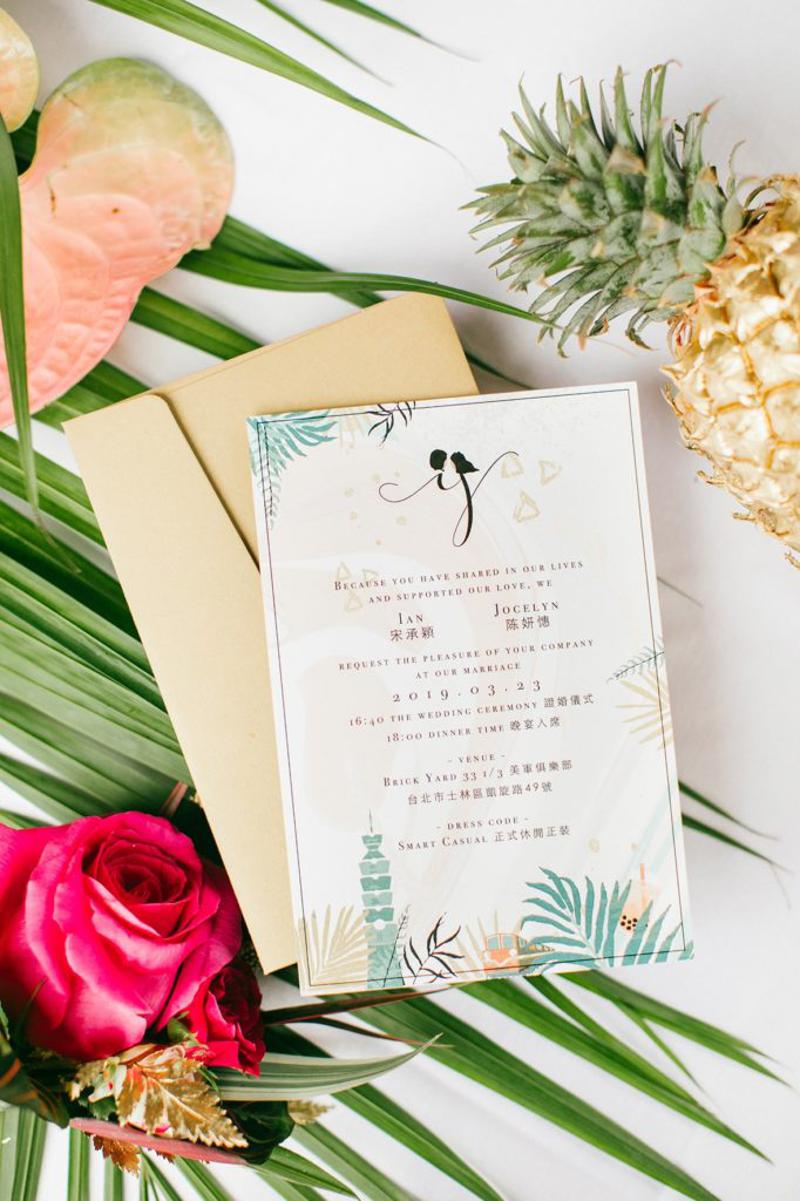 ij
BECAUSE YOU HAVE SHARED IN OUR LIVES
AND SUPPORTED OUR LOVE, WE
IAN JOCELYN
宋承穎 陈妍憓
REQUEST THE PLEASURE OF YOUR COMPANY
AT OUR MARRIAGE
2019.03.23
16:40 THE WEDDING CEREMONY 證婚儀式
18:00 DINNER TIME 晚宴入席
- VENUE -
BRICK YARD 33 1/3 美軍俱樂部
台北市士林區凱旋路49號
- DRESS CODE -
SMART CASUAL 正式休閒正裝